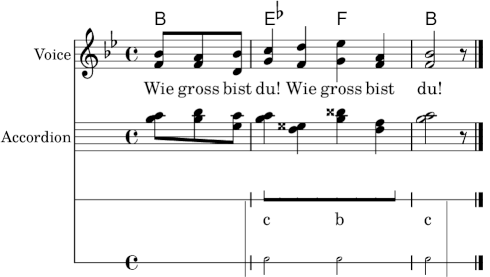 B E♭ F B
Voice
Wie gross bist du! Wie gross bist du!
Accordion
c b c